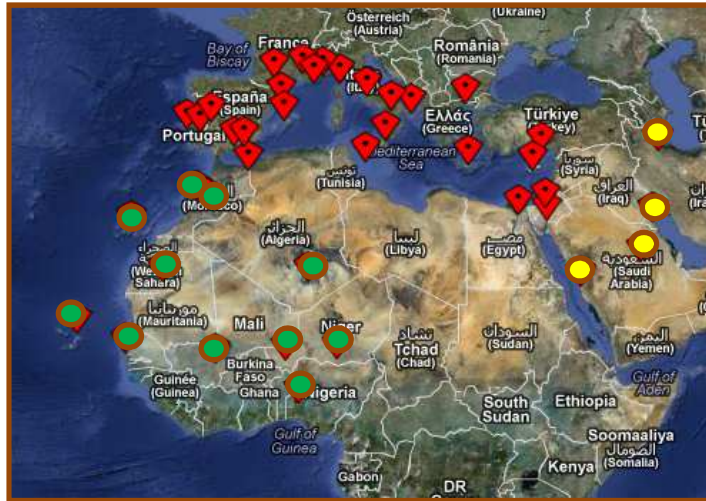 Österreich
(Austria)
(Ukraine)
Bay of
Biscay
France
România
(Romania)
España
(Spain)
Portugal
Ελλάς
(Greece)
Türkiye
Mediterranean
Sea
تونس
(Tunisia)
سوريا
(Syria)
العراق
(Iraq)
(Morocco)
الجزائر
(Algeria)
ليبيا
(Libya)
مصر
(Egypt)
الصحراء
Sahara)
السعودية
(Saudi
Arabia)
موريتانيا
(Mauritania)
Mali
Niger
تشاد
Tchad
(Chad)
السودان
(Sudan)
اليمن
(Yemen)
Burkina
Faso
Guinée
(Guinea)
Ghana
Nigeria
Gulf of
Aden
South
Sudan
Ethiopia
Gulf of
Guinea
Soomaaliya
الصومال
(Somalia)
Gabon
DR
Kenya